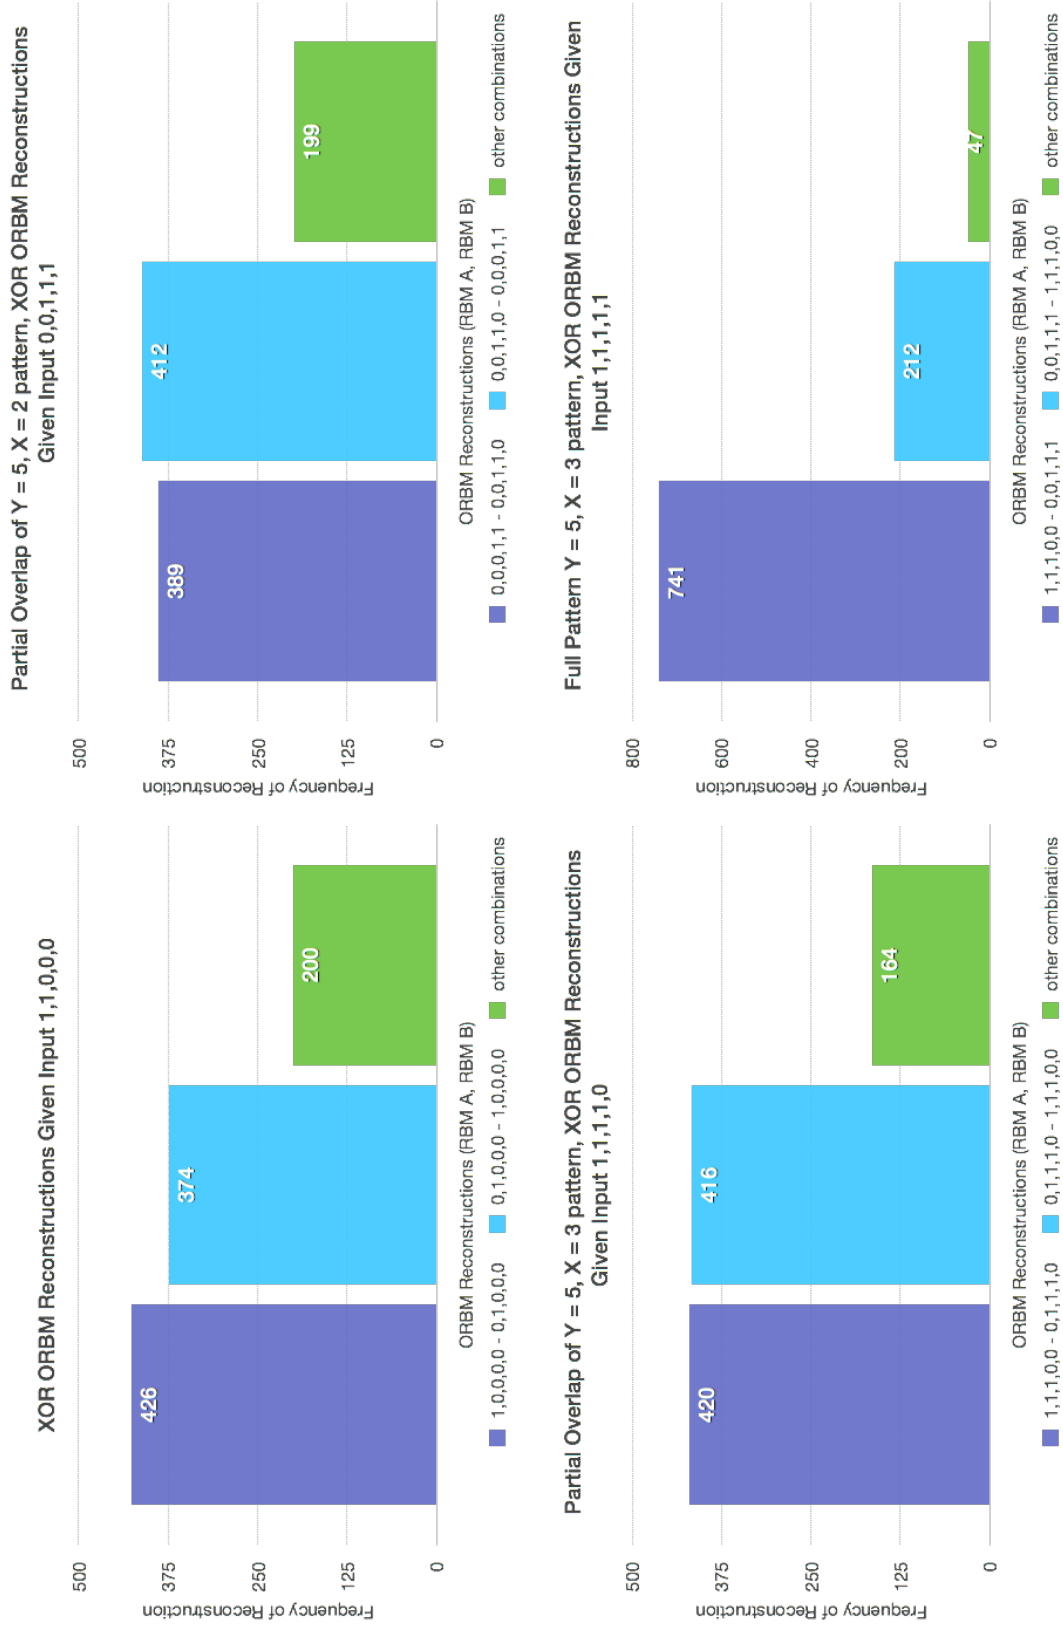 XOR ORBM Reconstructions Given Input 1,1,0,0,0
500
375
250
125
0
Frequency of Reconstruction
426
374
200
ORBM Reconstructions (RBM A, RBM B)
1,0,0,0,0 - 0,1,0,0,0
0,1,0,0,0 - 1,0,0,0,0
other combinations
Partial Overlap of Y = 5, X = 2 pattern, XOR ORBM Reconstructions
Given Input 0,0,1,1,1
500
375
250
125
0
Frequency of Reconstruction
389
412
199
ORBM Reconstructions (RBM A, RBM B)
0,0,0,1,1 - 0,0,1,1,0
0,0,1,1,0 - 0,0,0,1,1
other combinations
Partial Overlap of Y = 5, X = 3 pattern, XOR ORBM Reconstructions
Given Input 1,1,1,1,0
500
375
250
125
0
Frequency of Reconstruction
420
416
164
ORBM Reconstructions (RBM A, RBM B)
1,1,1,0,0 - 0,1,1,1,0
0,1,1,1,0 - 1,1,1,0,0
other combinations
Full Pattern Y = 5, X = 3 pattern, XOR ORBM Reconstructions Given
Input 1,1,1,1,1
800
600
400
200
0
Frequency of Reconstruction
741
212
47
ORBM Reconstructions (RBM A, RBM B)
1,1,1,0,0 - 0,0,1,1,1
0,0,1,1,1 - 1,1,1,0,0
other combinations